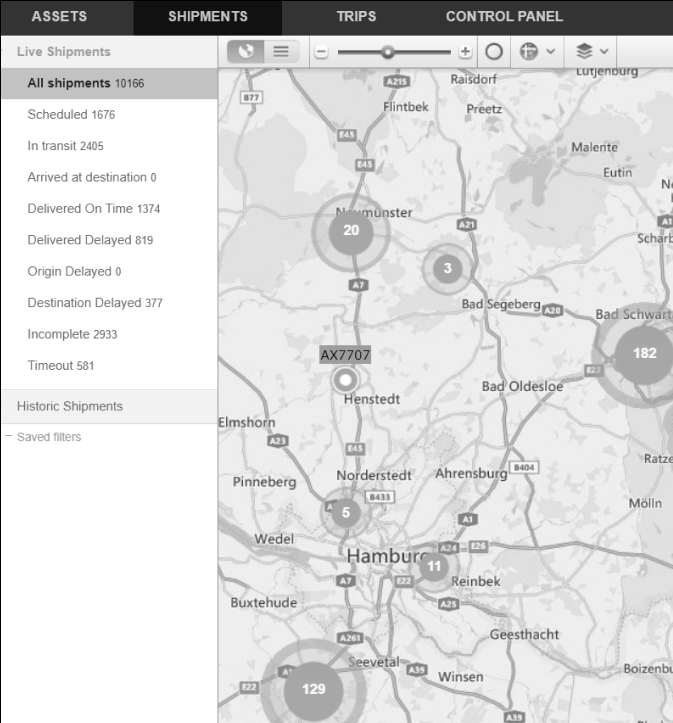 ASSETS SHIPMENTS TRIPS CONTROL PANEL
Live Shipments
All shipments 10166
Scheduled 1676
In transit 2405
Arrived at destination 0
Delivered On Time 1374
Delivered Delayed 819
Origin Delayed 0
Destination Delayed 377
Incomplete 2933
Timeout 581
Historic Shipments
Saved filters
Lutjenburg
A215
Raisdorf
B77
Flintbek
Preetz
E45
Malente
E45
Eutin
Neumünster
A21
20
3
A7
Bad Segeberg
A20
Bad Schwart
182
AX7707
E22
Henstedt
Bad Oldesloe
Elmshorn
A23
E45
Norderstedt
Ahrensburg
B404
Ratze
Pinneberg
B433
5
Mölln
A1
Wedel
A24
E26
Hamburg
11
A7
E22
Reinbek
Buxtehude
A25
Geesthacht
A261
Seevetal
A39
Boizenbu
Winsen
E22
129
A39